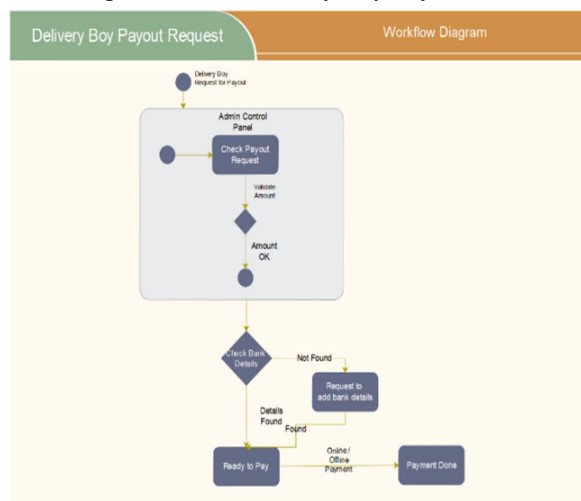 Delivery Boy Payout Request
Workflow Diagram
Delivery Boy
Request for Payout
Admin Control
Panel
Check Payout
Request
Validate
Amount
Amount
OK
Check Bank
Details
Not Found
Request to
add bank details
Details
Found
Found
Ready to Pay
Online /
Offline
Payment
Payment Done